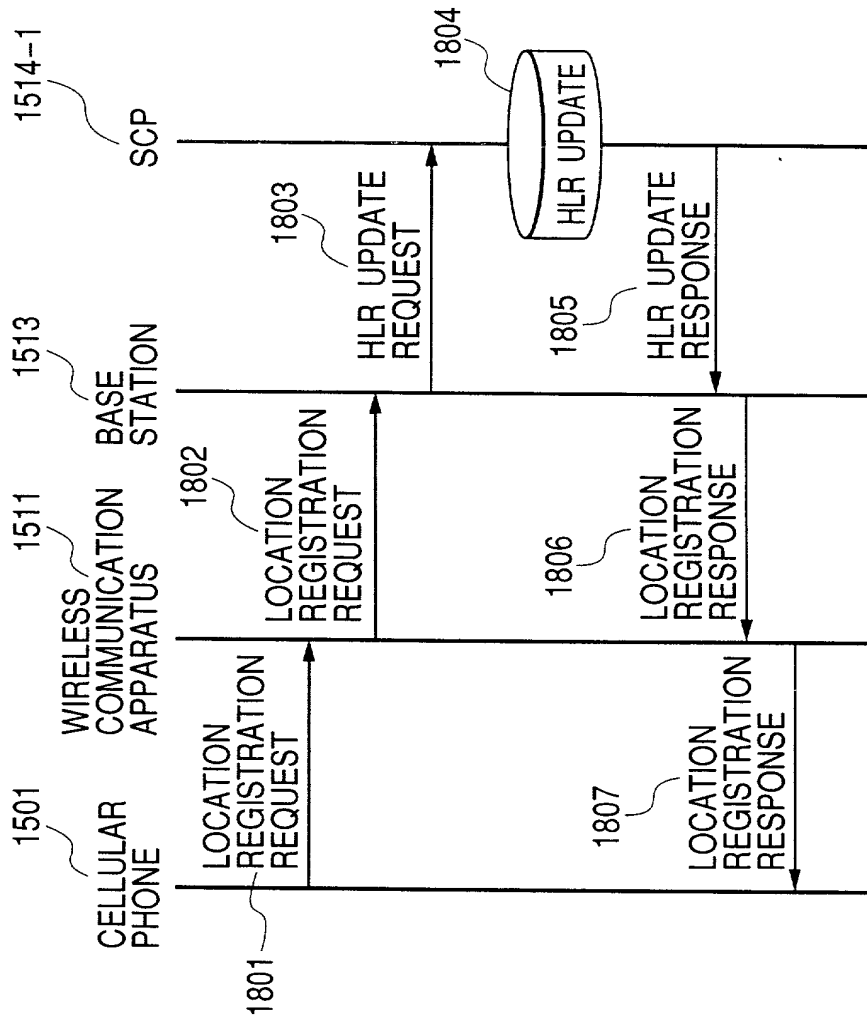 1501
CELLULAR
PHONE
1511
WIRELESS
COMMUNICATION
APPARATUS
1513
BASE
STATION
1514-1
SCP
1801
LOCATION
REGISTRATION
REQUEST
1802
LOCATION
REGISTRATION
REQUEST
1803
HLR UPDATE
REQUEST
1804
HLR UPDATE
1805
HLR UPDATE
RESPONSE
1806
LOCATION
REGISTRATION
RESPONSE
1807
LOCATION
REGISTRATION
RESPONSE